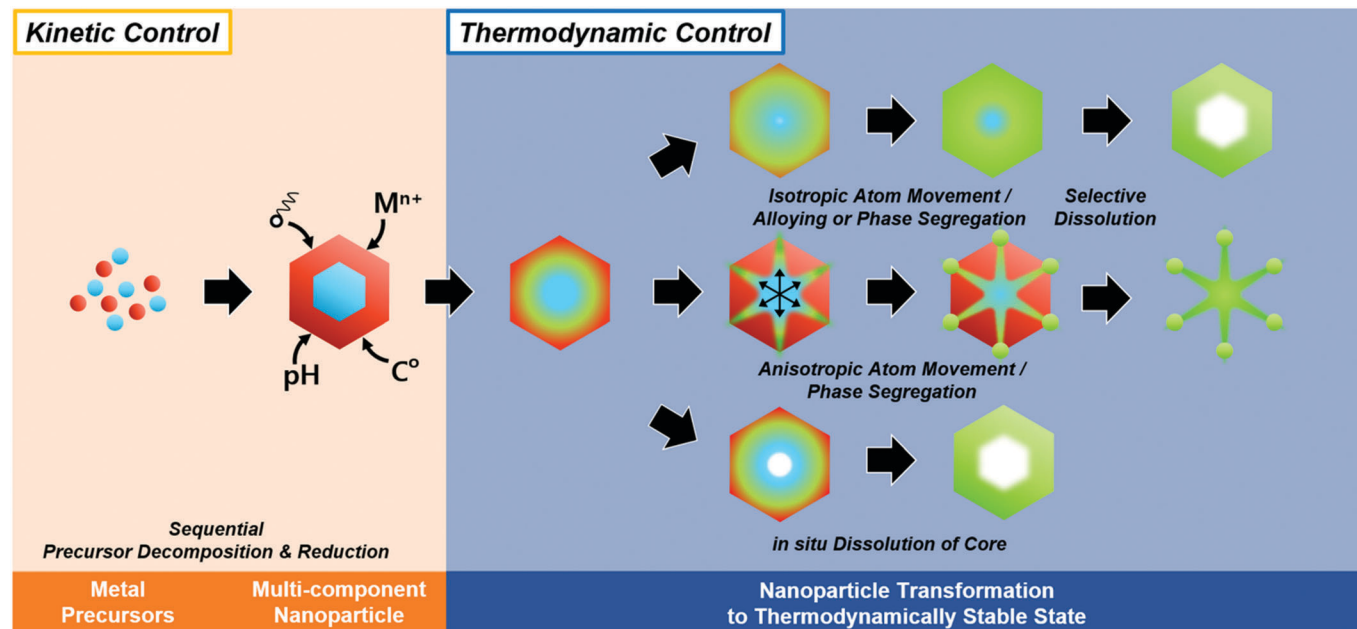 Kinetic Control
Thermodynamic Control
Mⁿ⁺
pH
Cº
Isotropic Atom Movement /
Alloying or Phase Segregation
Selective
Dissolution
Anisotropic Atom Movement /
Phase Segregation
in situ Dissolution of Core
Sequential
Precursor Decomposition & Reduction
Metal
Precursors
Multi-component
Nanoparticle
Nanoparticle Transformation
to Thermodynamically Stable State